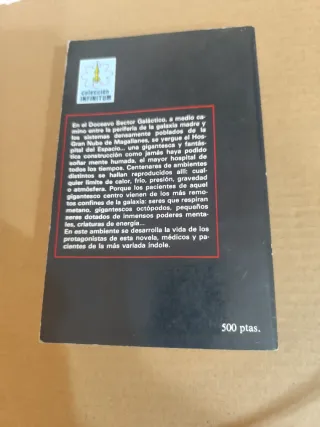 Colección
INFINITUM
En el Doceavo Sector Galáctico, a medio ca-
mino entre la periferia de la galaxia madre y
los sistemas densamente poblados de la
Gran Nube de Magallanes, se yergue el Hos-
pital del Espacio... una gigantesca y fantás-
tica construcción como jamás haya podido
soñar mente humada, el mayor hospital de
todos los tiempos. Centenares de ambientes
distintos se hallan reproducidos allí: cual-
quier límite de calor, frío, presión, gravedad
o atmósfera. Porque los pacientes de aquel
gigantesco centro vienen de los más remo-
tos confines de la galaxia: seres que respiran
metano, gigantescos octópodos, pequeños
seres dotados de inmensos poderes menta-
les, criaturas de energía...
En este ambiente se desarrolla la vida de los
protagonistas de esta novela, médicos y pa-
cientes de la más variada índole.
500 ptas.